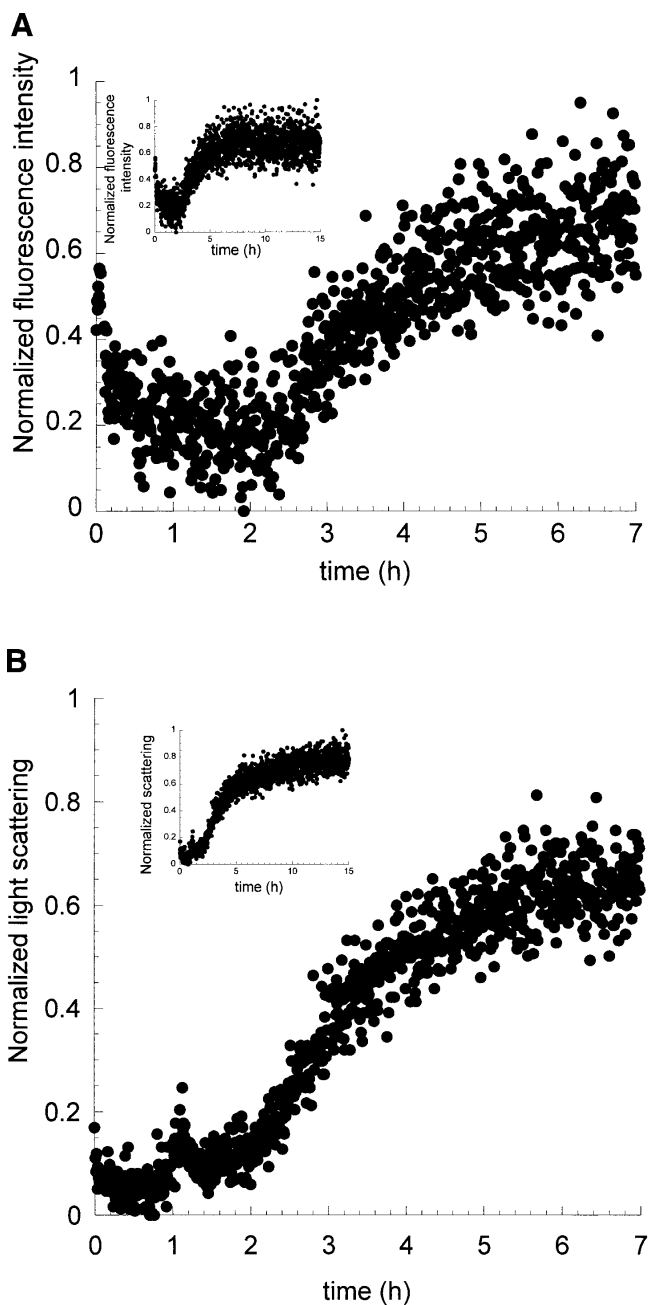 A
Normalized fluorescence intensity
1
0.8
0.6
0.4
0.2
0
0 1 2 3 4 5 6 7
time (h)
Normalized fluorescence
intensity
1
0.8
0.6
0.4
0.2
0
0 5 10 15
time (h)
B
Normalized light scattering
1
0.8
0.6
0.4
0.2
0
0 1 2 3 4 5 6 7
time (h)
Normalized scattering
1
0.8
0.6
0.4
0.2
0
0 5 10 15
time (h)